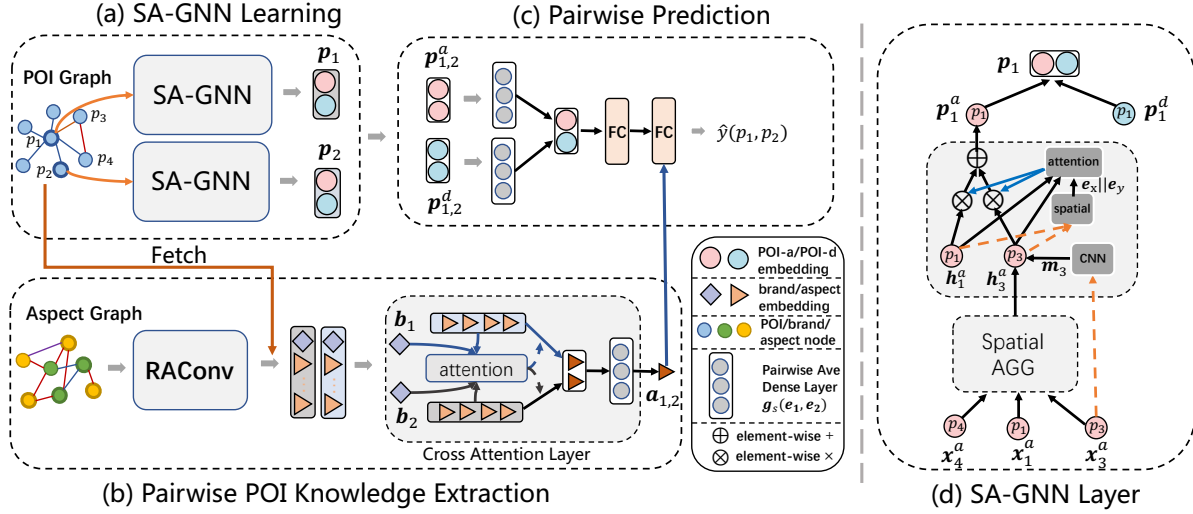 (a) SA-GNN Learning
POI Graph
p1
p2
p3
p4
SA-GNN
SA-GNN
p1
p2
Fetch
(c) Pairwise Prediction
p^a_{1,2}
p^d_{1,2}
FC
FC
ŷ(p1, p2)
Aspect Graph
RAConv
b1
b2
attention
a_{1,2}
Cross Attention Layer
(b) Pairwise POI Knowledge Extraction
POI-a/POI-d
embedding
brand/aspect
embedding
POI/brand/
aspect node
Pairwise Ave
Dense Layer
g_s(e1, e2)
element-wise +
element-wise ×
p1
p^a_1
p1
p1
p^d_1
attention
e_x||e_y
spatial
p1
h^a_1
p3
h^a_3
m3
CNN
Spatial
AGG
p4
p1
p3
x^a_4
x^a_1
x^a_3
(d) SA-GNN Layer